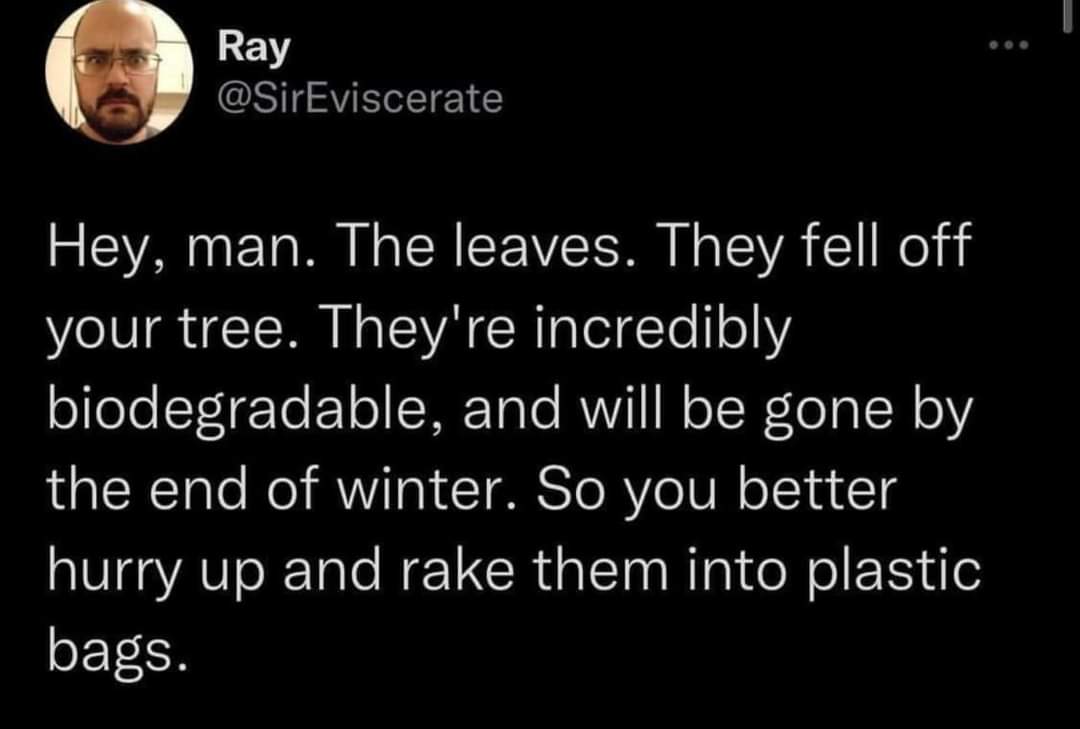 Ray
@SirEviscerate
Hey, man. The leaves. They fell off
your tree. They're incredibly
biodegradable, and will be gone by
the end of winter. So you better
hurry up and rake them into plastic
bags.